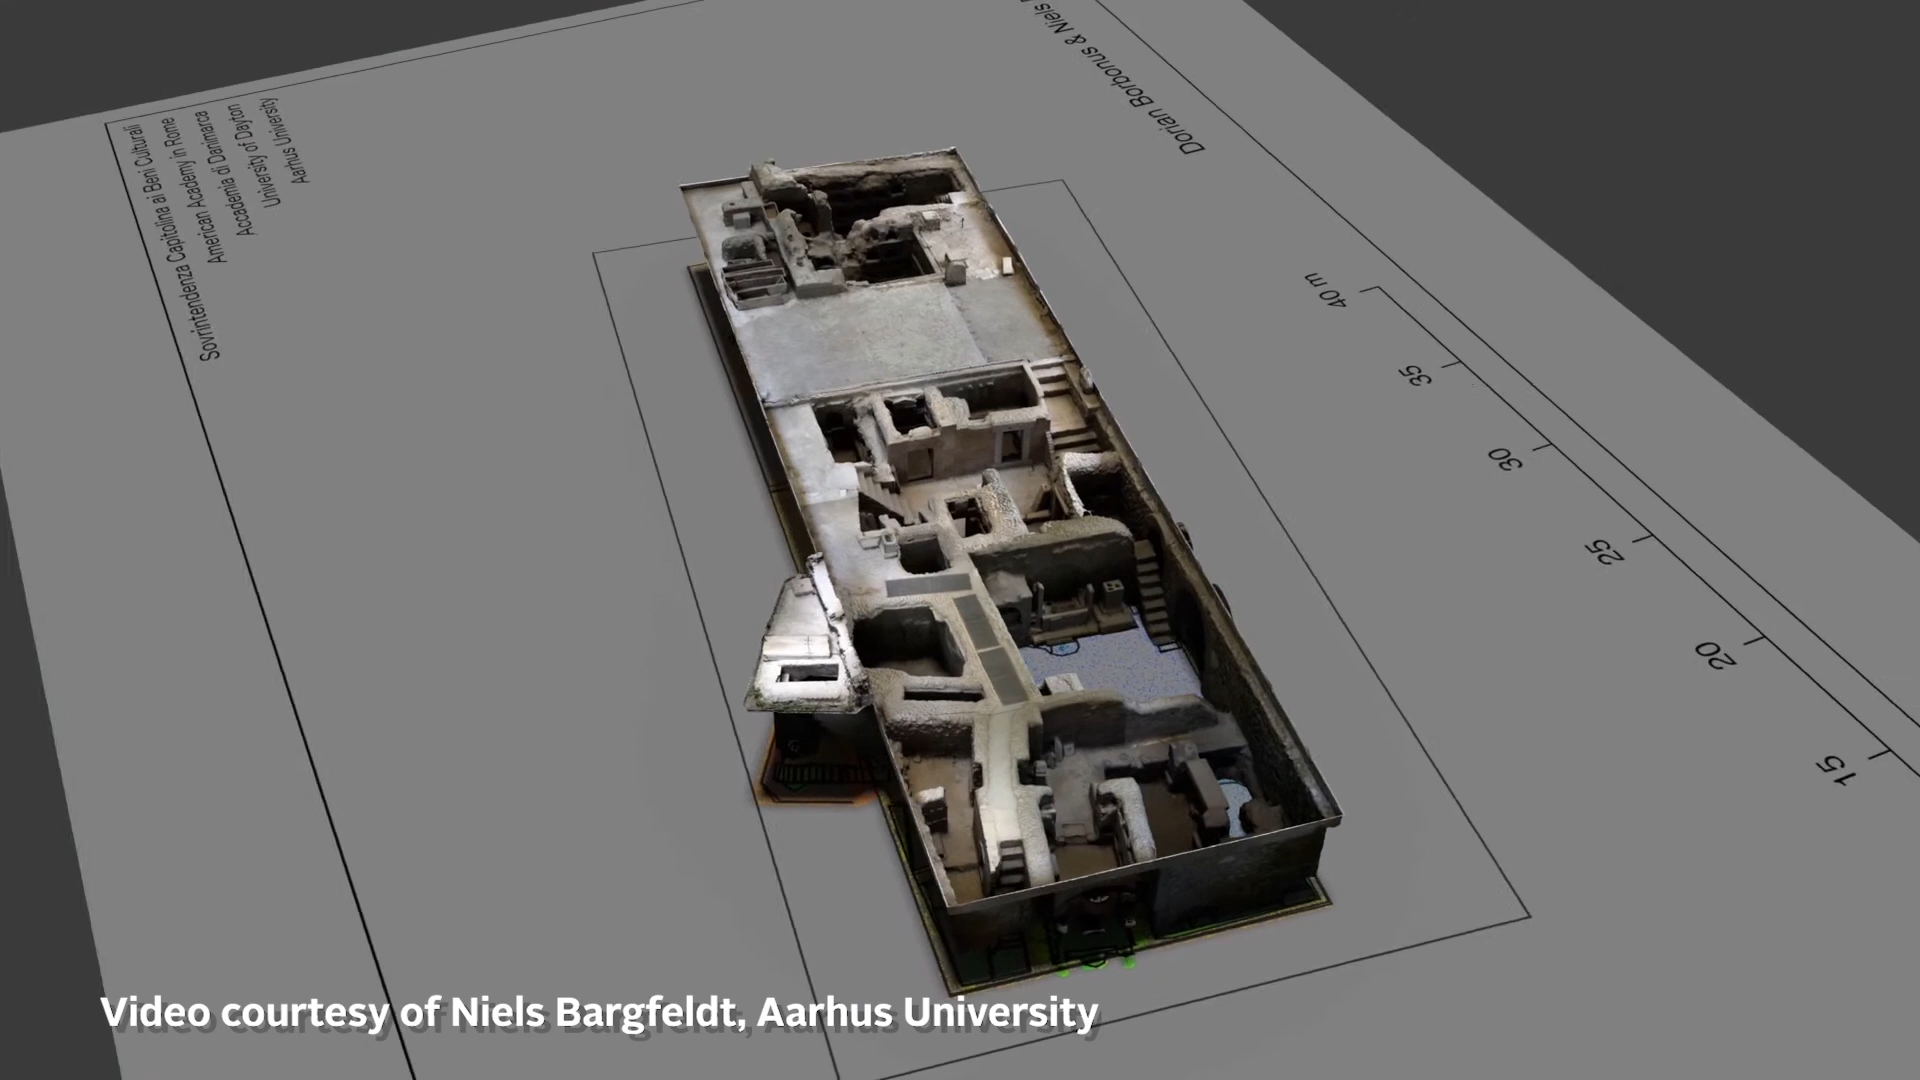 Sovrintendenza Capitolina ai Beni Culturali
American Academy in Rome
Accademia di Danimarca
University of Dayton
Aarhus University
Dorian Borbonus & Niels
40 m
35
30
25
20
15
Video courtesy of Niels Bargfeldt, Aarhus University